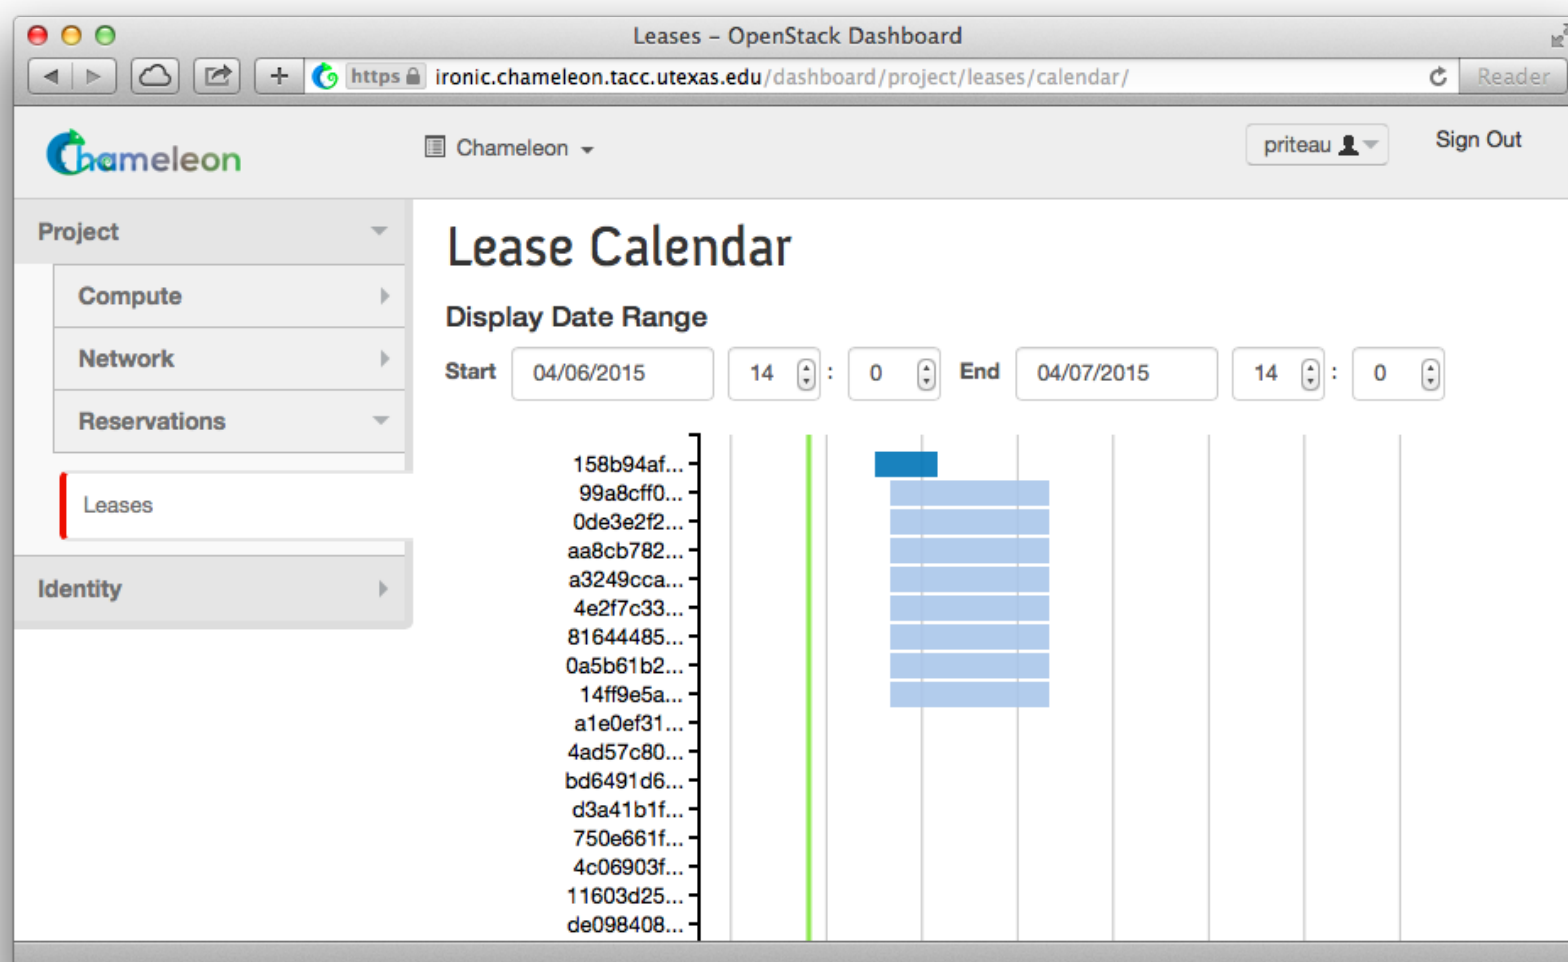 Leases – OpenStack Dashboard
https ironic.chameleon.tacc.utexas.edu/dashboard/project/leases/calendar/ Reader
Chameleon Chameleon priteau Sign Out
Project
Compute
Network
Reservations
Leases
Identity
Lease Calendar
Display Date Range
Start 04/06/2015 14 : 0 End 04/07/2015 14 : 0
158b94af...
99a8cff0...
0de3e2f2...
aa8cb782...
a3249cca...
4e2f7c33...
81644485...
0a5b61b2...
14ff9e5a...
a1e0ef31...
4ad57c80...
bd6491d6...
d3a41b1f...
750e661f...
4c06903f...
11603d25...
de098408...